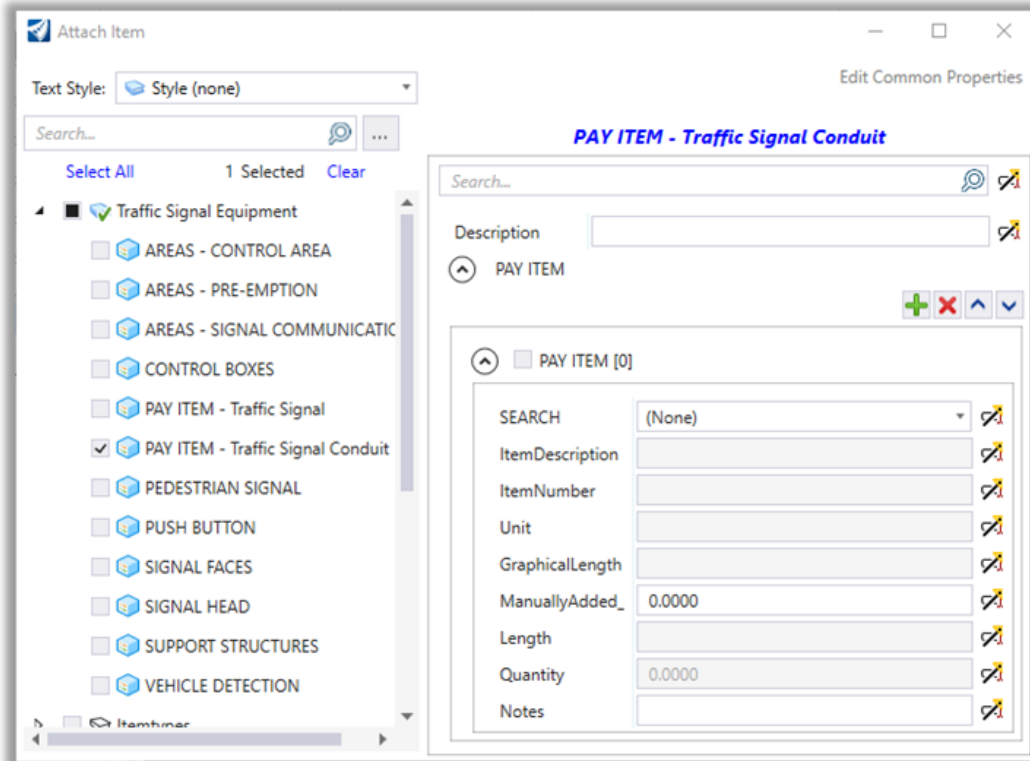 Attach Item
Text Style: Style (none)
Edit Common Properties
Search...
...
Select All 1 Selected Clear
Traffic Signal Equipment
AREAS - CONTROL AREA
AREAS - PRE-EMPTION
AREAS - SIGNAL COMMUNICATIC
CONTROL BOXES
PAY ITEM - Traffic Signal
PAY ITEM - Traffic Signal Conduit
PEDESTRIAN SIGNAL
PUSH BUTTON
SIGNAL FACES
SIGNAL HEAD
SUPPORT STRUCTURES
VEHICLE DETECTION
Itemtypes
PAY ITEM - Traffic Signal Conduit
Search...
Description
PAY ITEM
PAY ITEM [0]
SEARCH (None)
ItemDescription
ItemNumber
Unit
GraphicalLength
ManuallyAdded_ 0.0000
Length
Quantity 0.0000
Notes